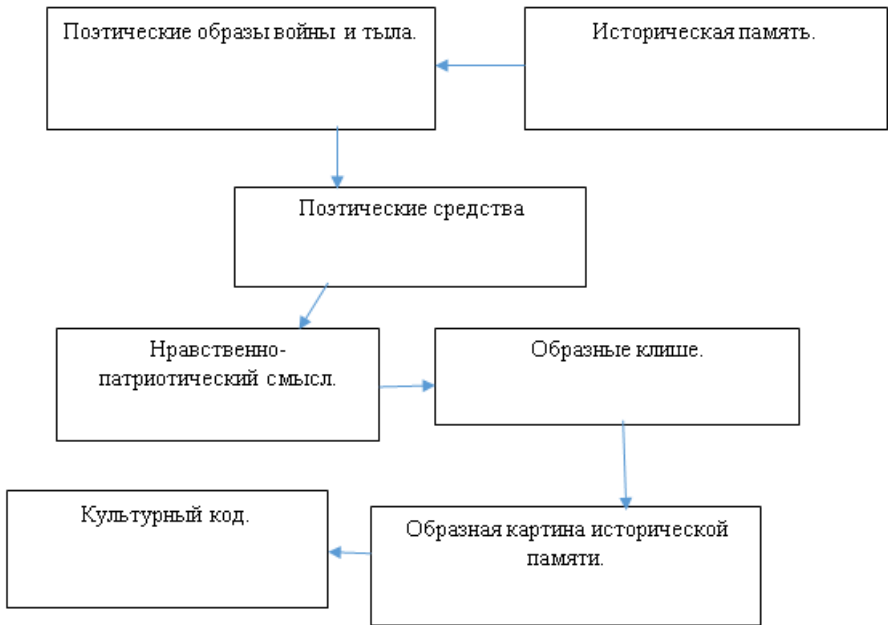 Поэтические образы войны и тыла.
Историческая память.
Поэтические средства
Нравственно-
патриотический смысл.
Образные клише.
Культурный код.
Образная картина исторической
памяти.